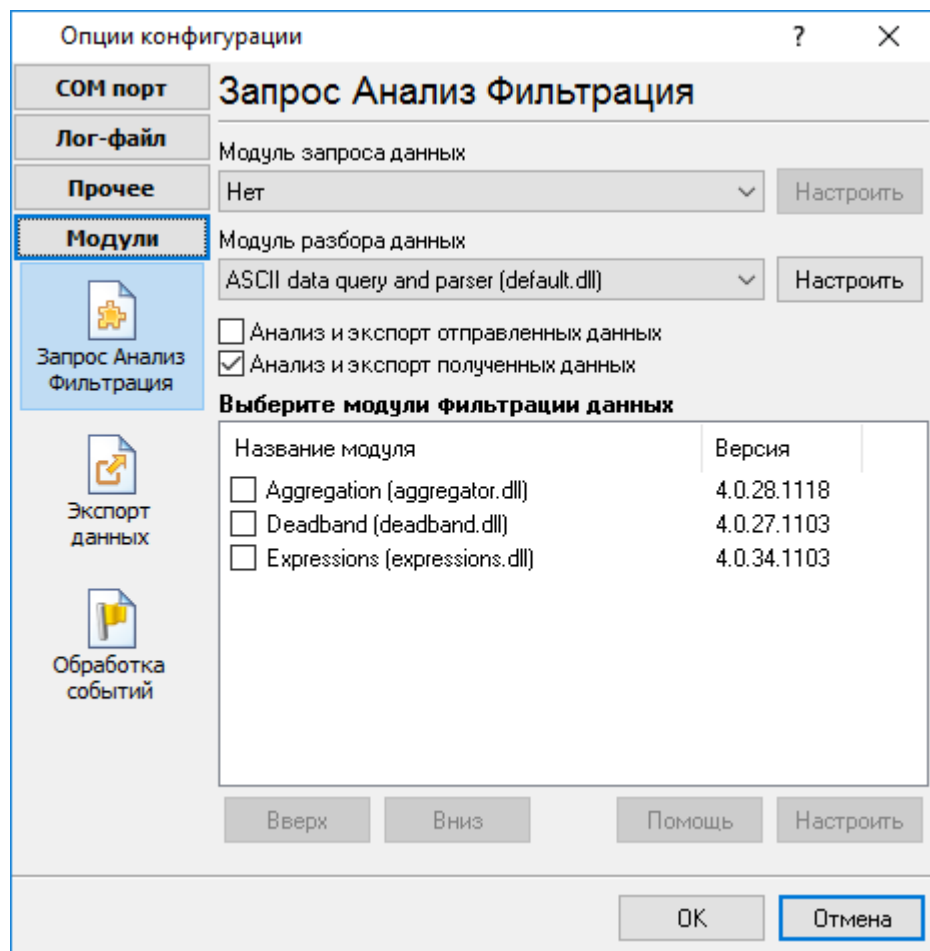 Опции конфигурации
?
COM порт
Лог-файл
Прочее
Модули
Запрос Анализ
Фильтрация
Экспорт
данных
Обработка
событий
Запрос Анализ Фильтрация
Модуль запроса данных
Нет
Настроить
Модуль разбора данных
ASCII data query and parser (default.dll)
Настроить
Анализ и экспорт отправленных данных
Анализ и экспорт полученных данных
Выберите модули фильтрации данных
Название модуля Версия
Aggregation (aggregator.dll) 4.0.28.1118
Deadband (deadband.dll) 4.0.27.1103
Expressions (expressions.dll) 4.0.34.1103
Вверх Вниз Помощь Настроить
OK Отмена